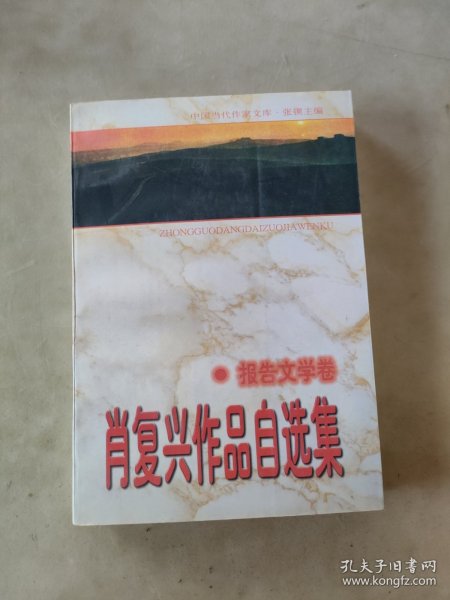 中国当代作家文库·张锲主编
ZHONGGUODANGDAIZUOJIAWENKU
报告文学卷
肖复兴作品自选集
孔夫子旧书网
www.kongfz.com